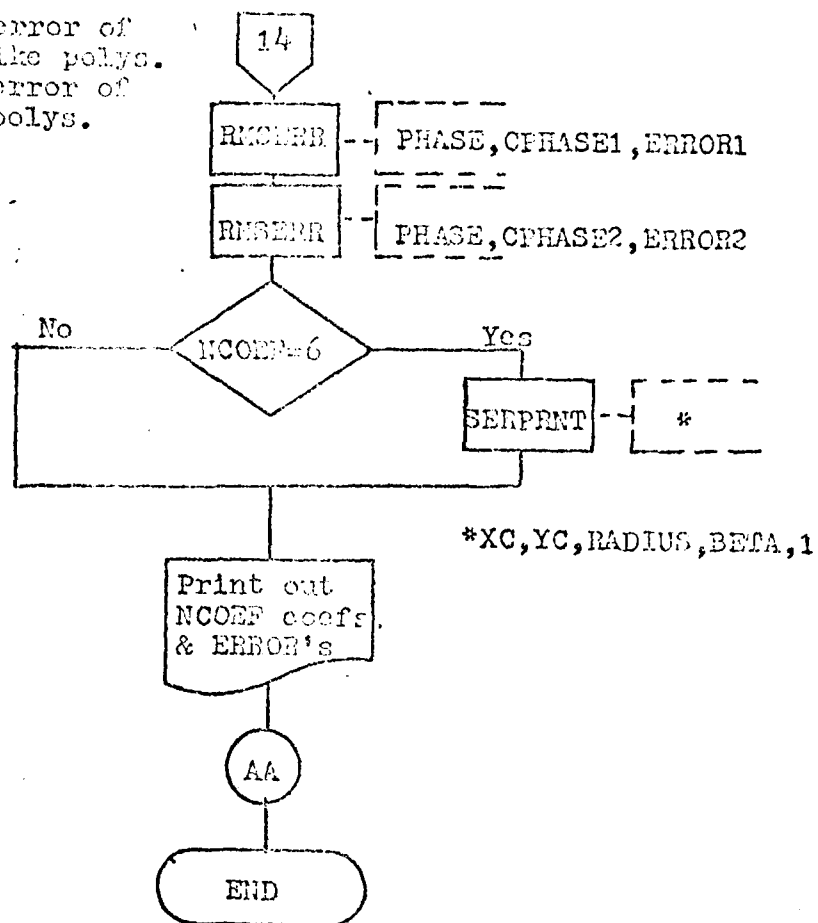 error of
ike polys.
error of
polys.
14
RMSERR
PHASE,CPHASE1,ERROR1
RMSERR
PHASE,CPHASE2,ERROR2
No
NCOEF=6
Yes
SERPRNT
*
*XC,YC,RADIUS,BETA,1
Print out
NCOEF coefs.
& ERROR's
AA
END